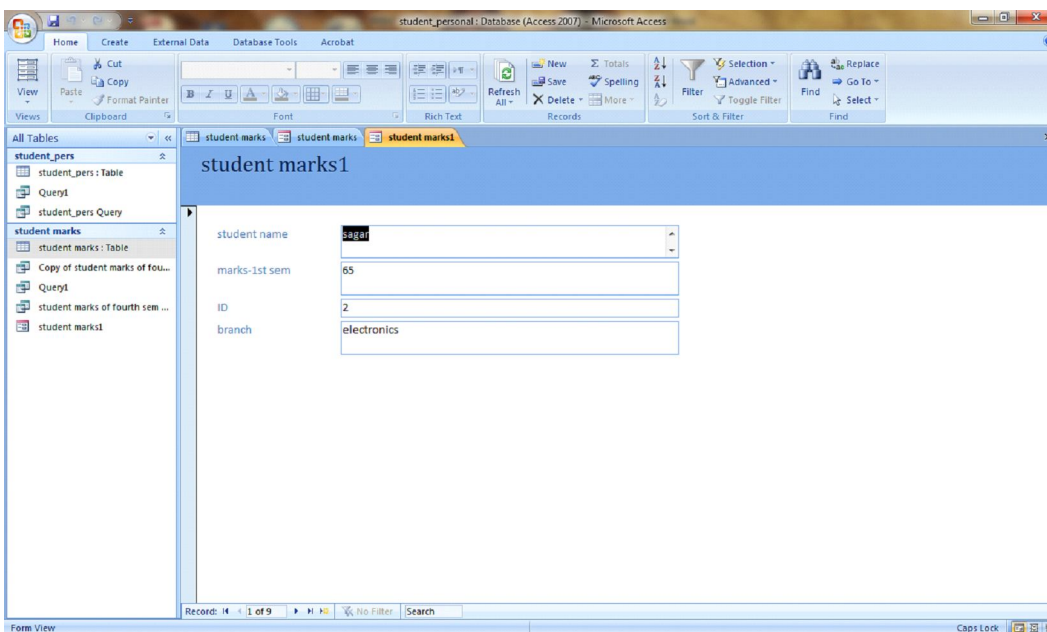 student_personal : Database (Access 2007) - Microsoft Access
Home Create External Data Database Tools Acrobat
View
Views
Paste
Cut
Copy
Format Painter
Clipboard
B I U
Font
Rich Text
Refresh All
New
Save
Delete
Totals
Spelling
More
Records
Filter
Selection
Advanced
Toggle Filter
Sort & Filter
Find
Replace
Go To
Select
Find
All Tables
student_pers
student_pers : Table
Query1
student_pers Query
student marks
student marks : Table
Copy of student marks of fou...
Query1
student marks of fourth sem ...
student marks1
student marks student marks student marks1
student marks1
student name sagar
marks-1st sem 65
ID 2
branch electronics
Record: 1 of 9 No Filter Search
Form View Caps Lock